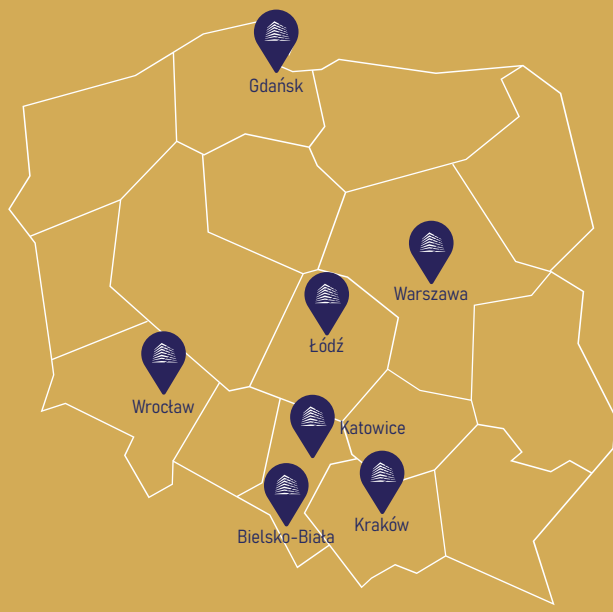 Gdańsk
Warszawa
Łódź
Wrocław
Katowice
Kraków
Bielsko-Biała